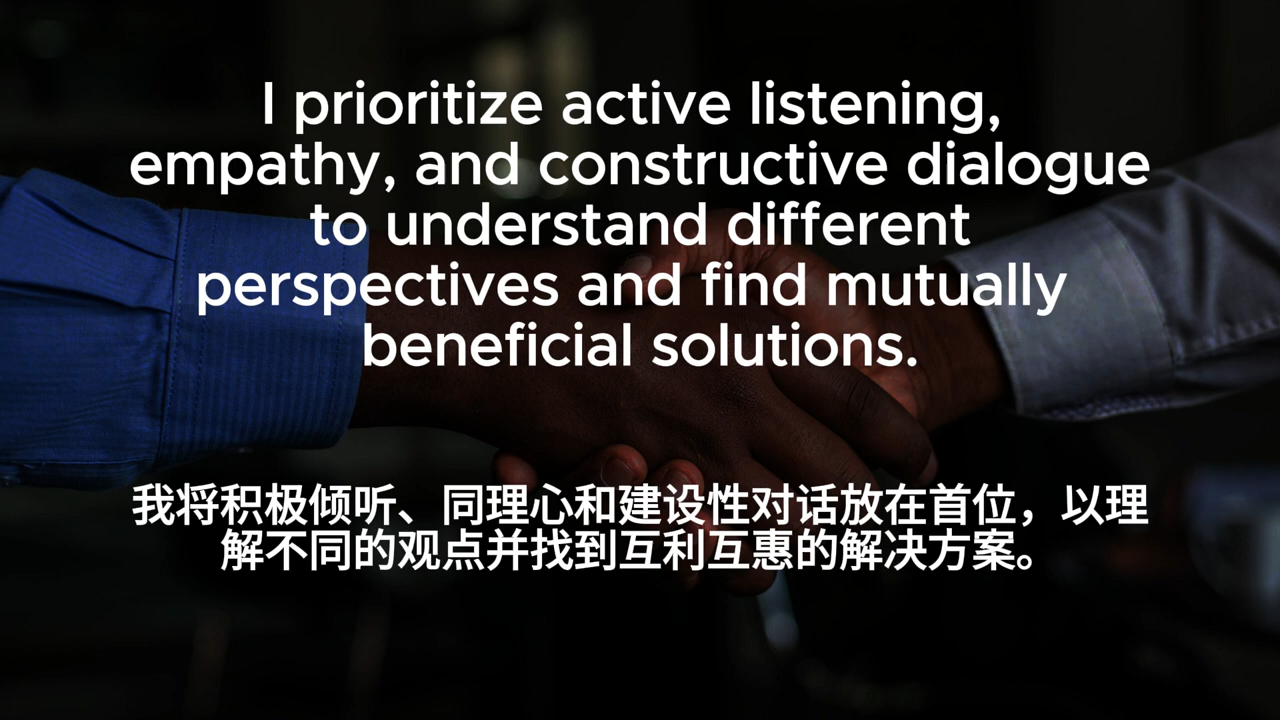 I prioritize active listening,
empathy, and constructive dialogue
to understand different
perspectives and find mutually
beneficial solutions.
我将积极倾听、同理心和建设性对话放在首位，以理
解不同的观点并找到互利互惠的解决方案。